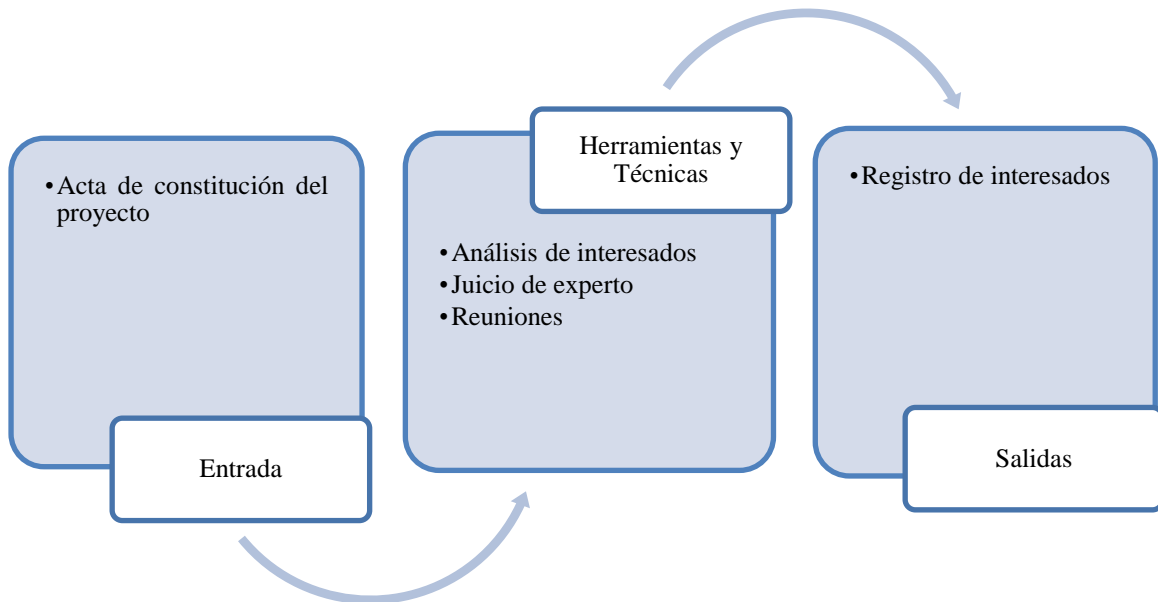 •Acta de constitución del
proyecto
Entrada
Herramientas y
Técnicas
•Análisis de interesados
•Juicio de experto
•Reuniones
•Registro de interesados
Salidas